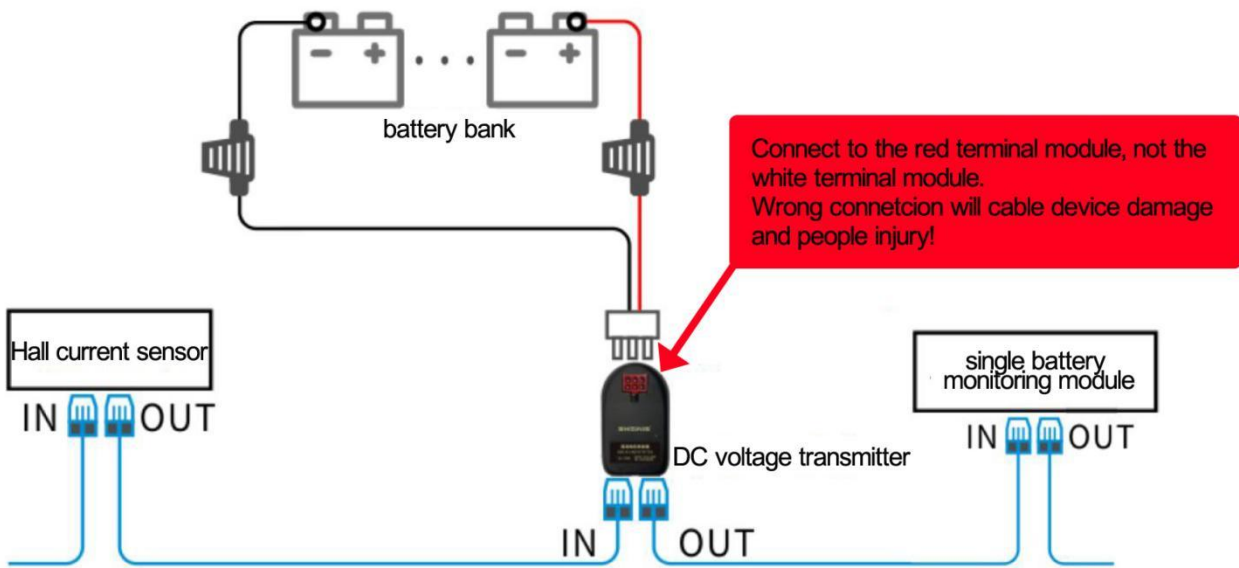 - + - +
battery bank
Connect to the red terminal module, not the
white terminal module.
Wrong connetcion will cable device damage
and people injury!
Hall current sensor
IN OUT
single battery
monitoring module
IN OUT
DC voltage transmitter
IN OUT